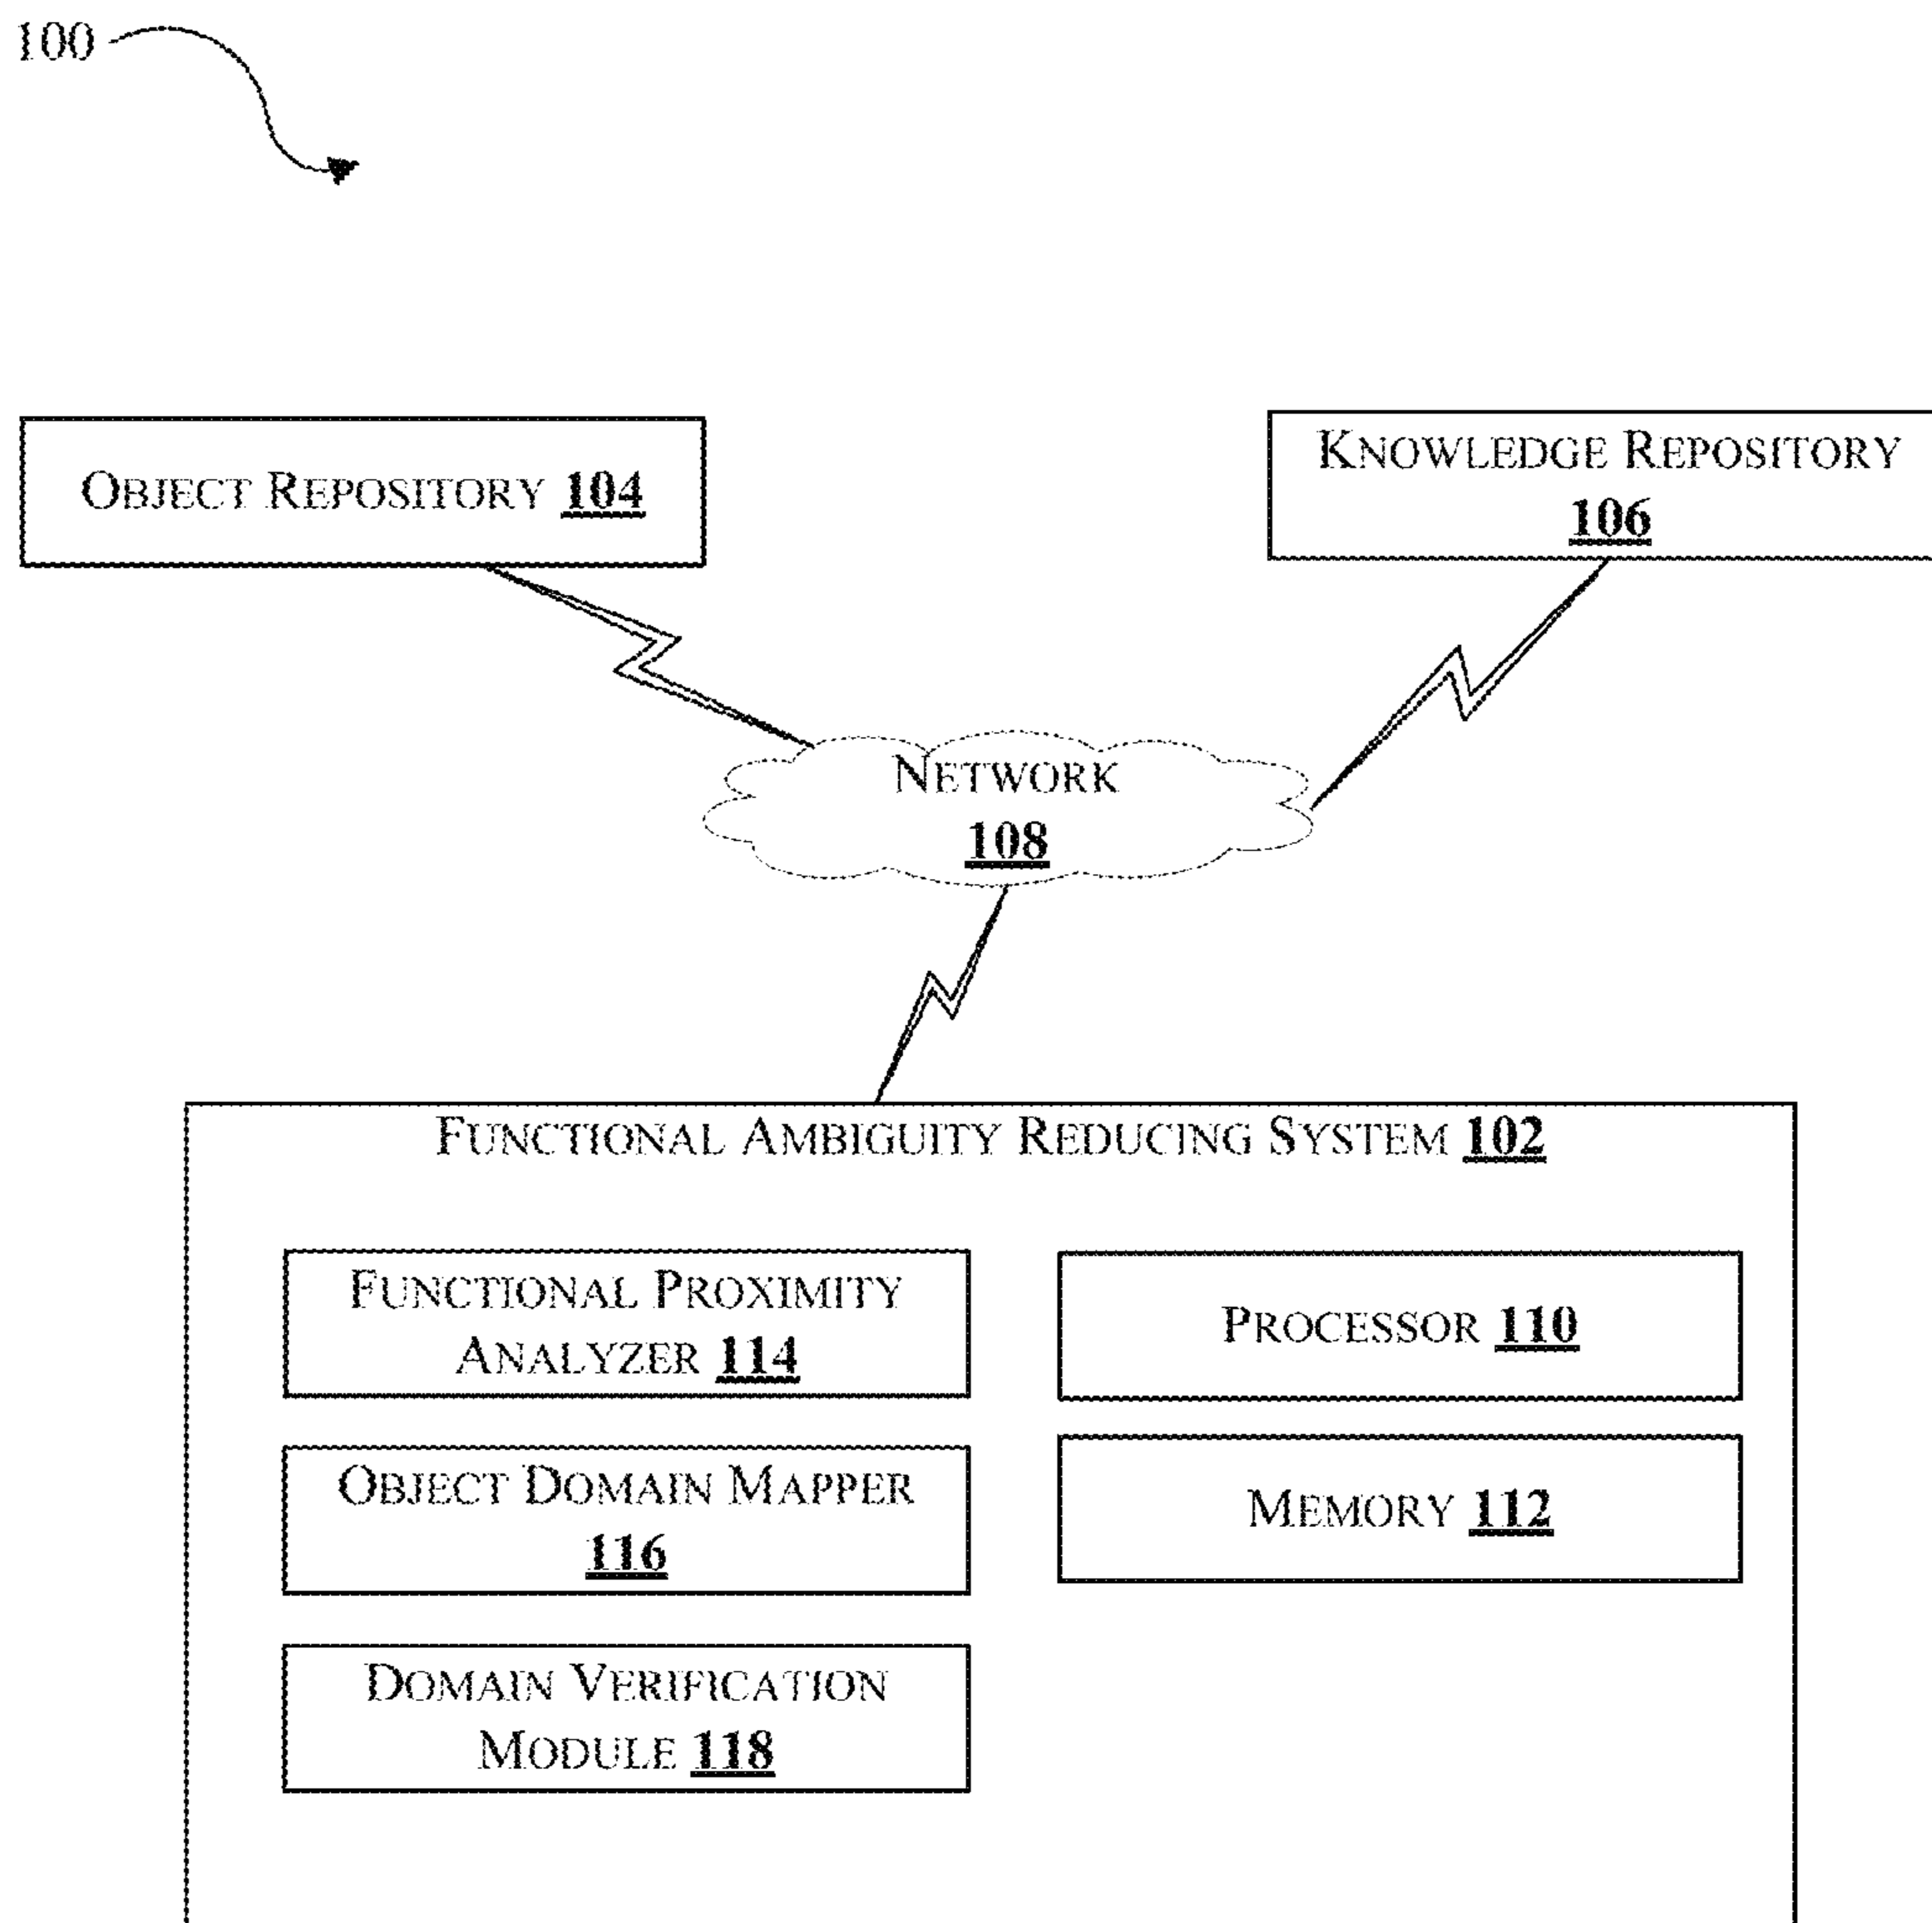 100
OBJECT REPOSITORY 104
KNOWLEDGE REPOSITORY
106
NETWORK
108
FUNCTIONAL AMBIGUITY REDUCING SYSTEM 102
FUNCTIONAL PROXIMITY
ANALYZER 114
PROCESSOR 110
OBJECT DOMAIN MAPPER
116
MEMORY 112
DOMAIN VERIFICATION
MODULE 118